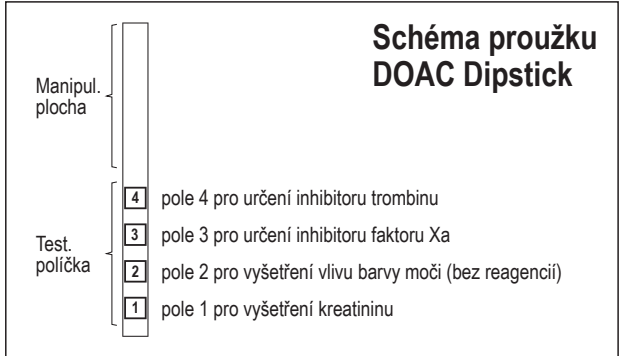 Schéma proužku
DOAC Dipstick
Manipul.
plocha
Test.
políčka
4 pole 4 pro určení inhibitoru trombinu
3 pole 3 pro určení inhibitoru faktoru Xa
2 pole 2 pro vyšetření vlivu barvy moči (bez reagencií)
1 pole 1 pro vyšetření kreatininu